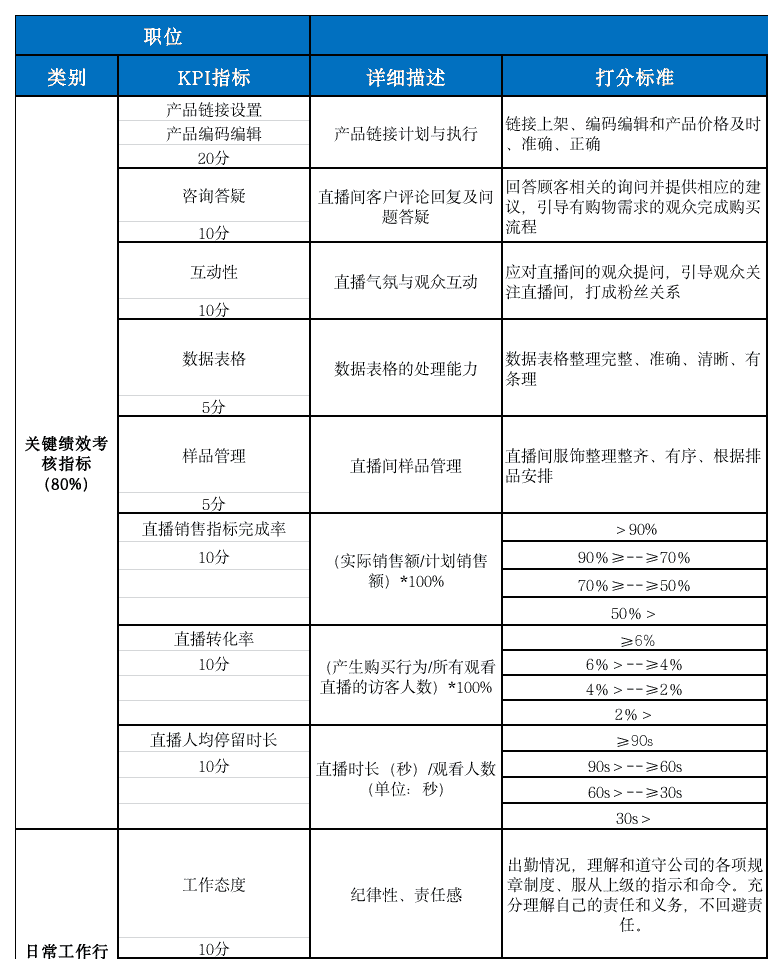 职位
类别 KPI指标 详细描述 打分标准
关键绩效考
核指标
(80%)
产品链接设置
产品编码编辑
20分
产品链接计划与执行
链接上架、编码编辑和产品价格及时
、准确、正确
咨询答疑
10分
直播间客户评论回复及问
题答疑
回答顾客相关的询问并提供相应的建
议，引导有购物需求的观众完成购买
流程
互动性
10分
直播气氛与观众互动
应对直播间的观众提问，引导观众关
注直播间，打成粉丝关系
数据表格
5分
数据表格的处理能力
数据表格整理完整、准确、清晰、有
条理
样品管理
5分
直播间样品管理
直播间服饰整理整齐、有序、根据排
品安排
直播销售指标完成率
10分
（实际销售额/计划销售
额）*100%
＞90%
90%≥--≥70%
70%≥--≥50%
50%＞
直播转化率
10分
（产生购买行为/所有观看
直播的访客人数）*100%
≥6%
6%＞--≥4%
4%＞--≥2%
2%＞
直播人均停留时长
10分
直播时长（秒）/观看人数
（单位：秒）
≥90s
90s＞--≥60s
60s＞--≥30s
30s＞
日常工作行
工作态度
10分
纪律性、责任感
出勤情况，理解和遵守公司的各项规
章制度、服从上级的指示和命令。充
分理解自己的责任和义务，不回避责
任。